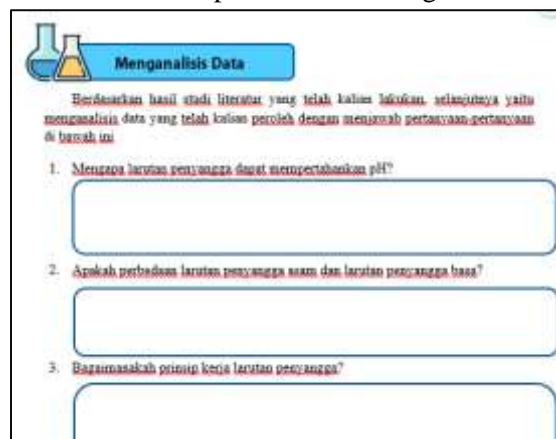 Menganalisis Data
Berdasarkan hasil studi literatur yang telah kalian lakukan, selanjutnya yaitu
menganalisis data yang telah kalian peroleh dengan menjawab pertanyaan-pertanyaan
di bawah ini
1. Mengapa larutan penyangga dapat mempertahankan pH?
2. Apakah perbedaan larutan penyangga asam dan larutan penyangga basa?
3. Bagaimanakah prinsip kerja larutan penyangga?